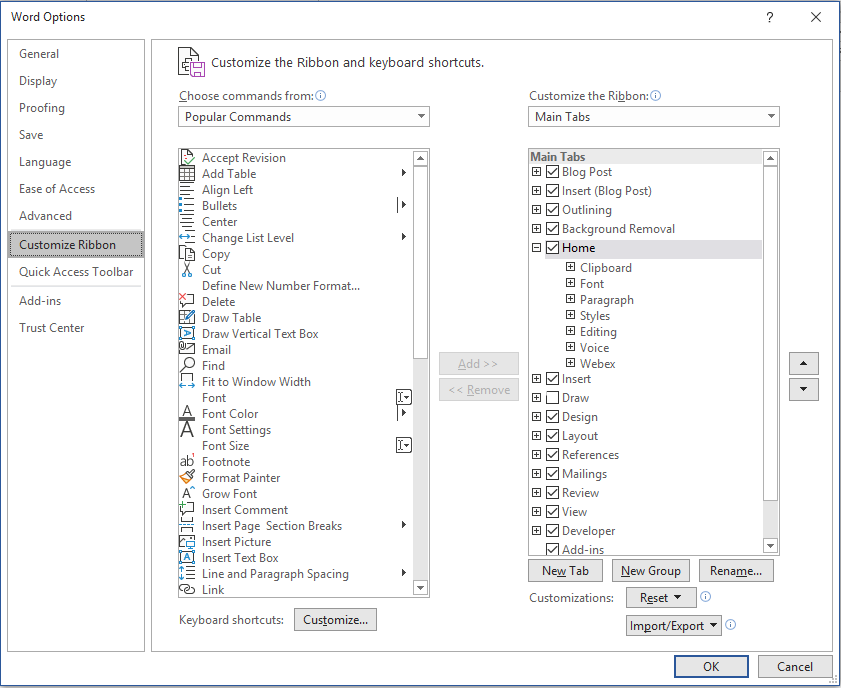 Word Options
?
General
Display
Proofing
Save
Language
Ease of Access
Advanced
Customize Ribbon
Quick Access Toolbar
Add-ins
Trust Center
Customize the Ribbon and keyboard shortcuts.
Choose commands from:
Popular Commands
Accept Revision
Add Table
Align Left
Bullets
Center
Change List Level
Copy
Cut
Define New Number Format...
Delete
Draw Table
Draw Vertical Text Box
Email
Find
Fit to Window Width
Font
Font Color
Font Settings
Font Size
Footnote
Format Painter
Grow Font
Insert Comment
Insert Page  Section Breaks
Insert Picture
Insert Text Box
Line and Paragraph Spacing
Link
Keyboard shortcuts: Customize...
Add >>
<< Remove
Customize the Ribbon:
Main Tabs
Main Tabs
Blog Post
Insert (Blog Post)
Outlining
Background Removal
Home
Clipboard
Font
Paragraph
Styles
Editing
Voice
Webex
Insert
Draw
Design
Layout
References
Mailings
Review
View
Developer
Add-ins
New Tab New Group Rename...
Customizations: Reset
Import/Export
OK Cancel